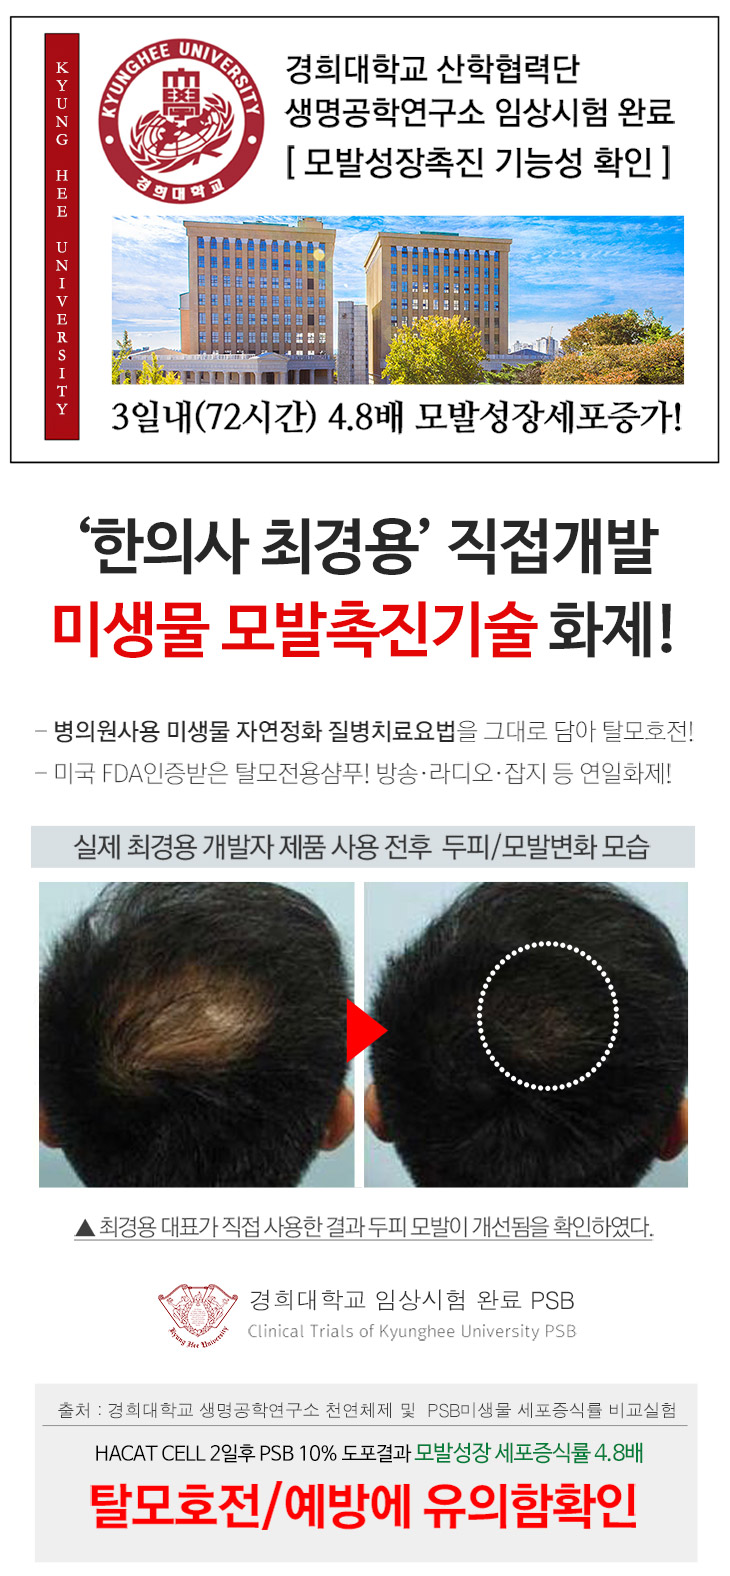 KYUNG HEE UNIVERSITY
KYUNGHEE UNIVERSITY
경희대학교
경희대학교 산학협력단
생명공학연구소 임상시험 완료
[ 모발성장촉진 기능성 확인 ]
3일내(72시간) 4.8배 모발성장세포증가!
‘한의사 최경용’ 직접개발
미생물 모발촉진기술 화제!
- 병의원사용 미생물 자연정화 질병치료요법을 그대로 담아 탈모호전!
- 미국 FDA인증받은 탈모전용샴푸! 방송·라디오·잡지 등 연일화제!
실제 최경용 개발자 제품 사용 전후 두피/모발변화 모습
▲ 최경용 대표가 직접 사용한 결과 두피 모발이 개선됨을 확인하였다.
Kyung Hee University
경희대학교 임상시험 완료 PSB
Clinical Trials of Kyunghee University PSB
출처 : 경희대학교 생명공학연구소 천연체제 및 PSB미생물 세포증식률 비교실험
HACAT CELL 2일후 PSB 10% 도포결과 모발성장 세포증식률 4.8배
탈모호전/예방에 유의함확인